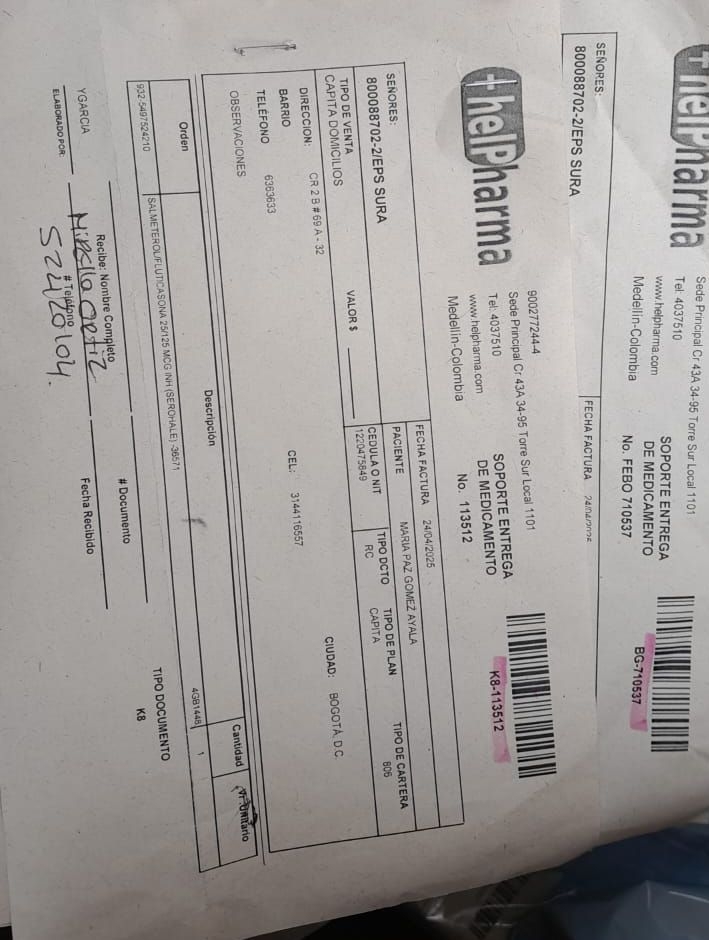 helPharma
Sede Principal Cr 43A 34-95 Torre Sur Local 1101
Tel: 4037510
www.helpharma.com
Medellin-Colombia
SOPORTE ENTREGA
DE MEDICAMENTO
No. FEBO 710537
BG-710537
SEÑORES:
800088702-2/EPS SURA
FECHA FACTURA
helPharma
900277244-4
Sede Principal Cr 43A 34-95 Torre Sur Local 1101
Tel: 4037510
www.helpharma.com
Medellin-Colombia
SOPORTE ENTREGA
DE MEDICAMENTO
No. 113512
K8-113512
SEÑORES:
800088702-2/EPS SURA
FECHA FACTURA 24/04/2025
PACIENTE MARIA PAZ GOMEZ AYALA
CEDULA O NIT TIPO DCTO TIPO DE PLAN TIPO DE CARTERA
1220475849 RC CAPITA 806
TIPO DE VENTA VALOR $
CAPITA DOMICILIOS
DIRECCION: CR 2 B # 69 A - 32 CIUDAD: BOGOTÁ, D.C.
BARRIO CEL: 3144116557
TELÉFONO 6363633
OBSERVACIONES
Orden Descripción Cantidad Vr. Unitario
932-5497524210 SALMETEROL/FLUTICASONA 25/125 MCG INH (SEROHALE) -36571 4GB1448 1
TIPO DOCUMENTO
K8
Recibe: Nombre Completo # Documento
YGARCIA
ELABORADO POR: # Teléfono Fecha Recibido
52420104.